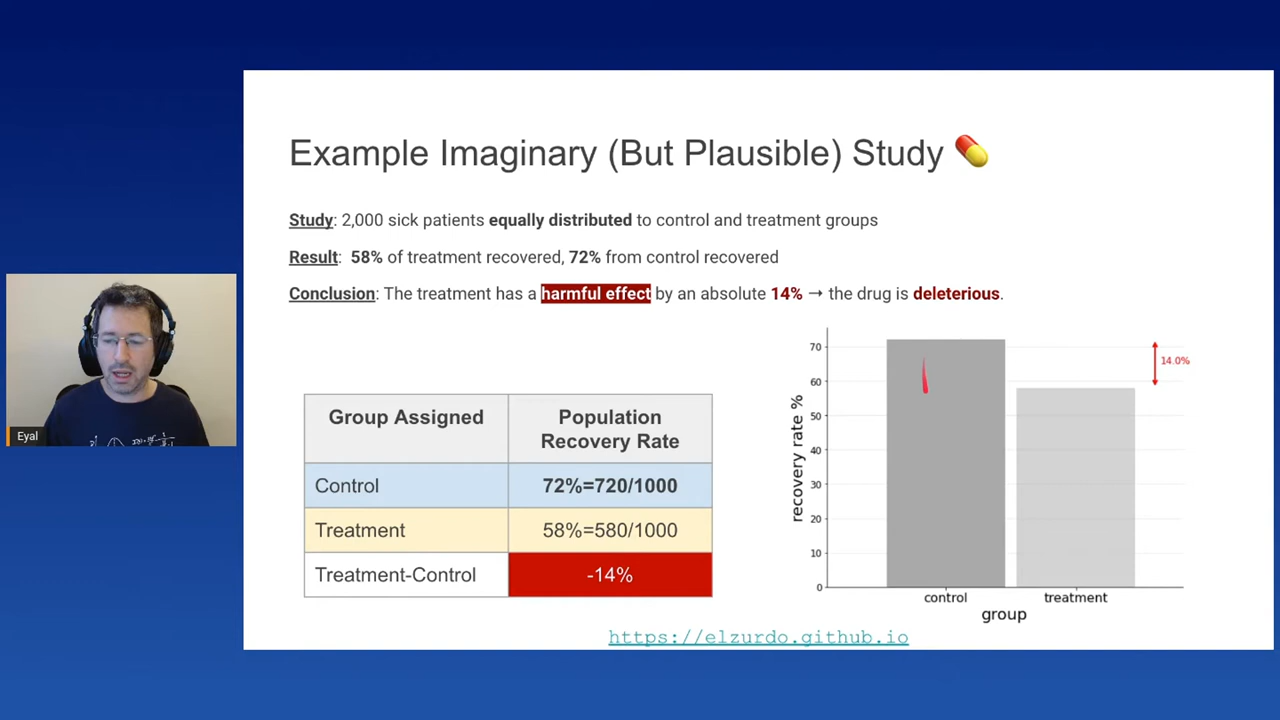 Example Imaginary (But Plausible) Study 💊
Study: 2,000 sick patients equally distributed to control and treatment groups
Result: 58% of treatment recovered, 72% from control recovered
Conclusion: The treatment has a harmful effect by an absolute 14% → the drug is deleterious.
Group Assigned
Population Recovery Rate
Control
72%=720/1000
Treatment
58%=580/1000
Treatment-Control
-14%
recovery rate %
70
60
50
40
30
20
10
0
14.0%
control
treatment
group
https://elzurdo.github.io
Eyal